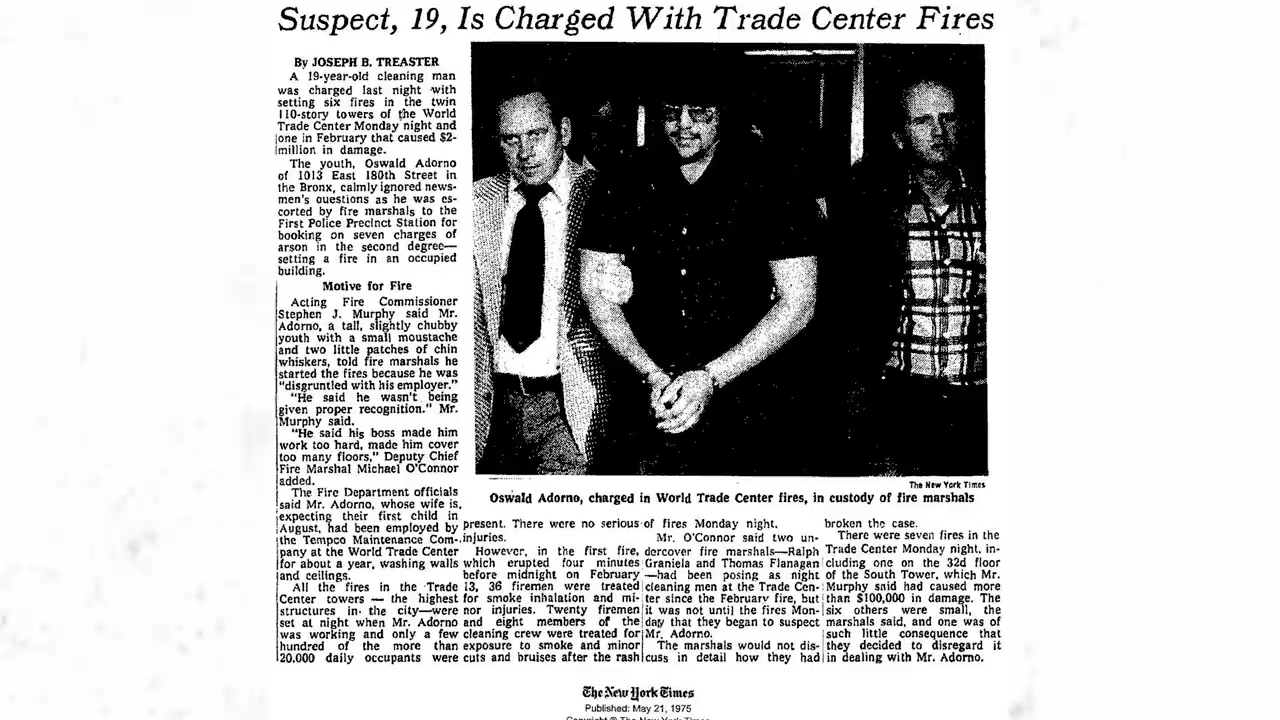 Suspect, 19, Is Charged With Trade Center Fires
By JOSEPH B. TREASTER
A 19-year-old cleaning man
was charged last night with
setting six fires in the twin
110-story towers of the World
Trade Center Monday night and
one in February that caused $2-
million in damage.
The youth, Oswald Adorno
of 1013 East 180th Street in
the Bronx, calmly ignored news-
men's questions as he was es-
corted by fire marshals to the
First Police Precinct Station for
booking on seven charges of
arson in the second degree—
setting a fire in an occupied
building.
Motive for Fire
Acting Fire Commissioner
Stephen J. Murphy said Mr.
Adorno, a tall, slightly chubby
youth with a small moustache
and two little patches of chin
whiskers, told fire marshals he
started the fires because he was
"disgruntled with his employer."
"He said he wasn't being
given proper recognition." Mr.
Murphy said.
"He said his boss made him
work too hard, made him cover
too many floors," Deputy Chief
Fire Marshal Michael O'Connor
added.
The Fire Department officials
said Mr. Adorno, whose wife is
expecting their first child in
August, had been employed by
the Tempco Maintenance Com-
pany at the World Trade Center
for about a year, washing walls
and ceilings.
All the fires in the Trade
Center towers — the highest
structures in the city—were
set at night when Mr. Adorno
was working and only a few
hundred of the more than
20,000 daily occupants were
The New York Times
Oswald Adorno, charged in World Trade Center fires, in custody of fire marshals
present. There were no serious
injuries.
However, in the first fire,
which erupted four minutes
before midnight on February
13, 36 firemen were treated
for smoke inhalation and mi-
nor injuries. Twenty firemen
and eight members of the
cleaning crew were treated for
exposure to smoke and minor
cuts and bruises after the rash
of fires Monday night.
Mr. O'Connor said two un-
dercover fire marshals—Ralph
Graniela and Thomas Flanagan
—had been posing as night
cleaning men at the Trade Cen-
ter since the February fire, but
it was not until the fires Mon-
day that they began to suspect
Mr. Adorno.
The marshals would not dis-
cuss in detail how they had
broken the case.
There were seven fires in the
Trade Center Monday night, in-
cluding one on the 32d floor
of the South Tower, which Mr.
Murphy said had caused more
than $100,000 in damage. The
six others were small, the
marshals said, and one was of
such little consequence that
they decided to disregard it
in dealing with Mr. Adorno.
The New York Times
Published: May 21, 1975
Copyright © The New York Times